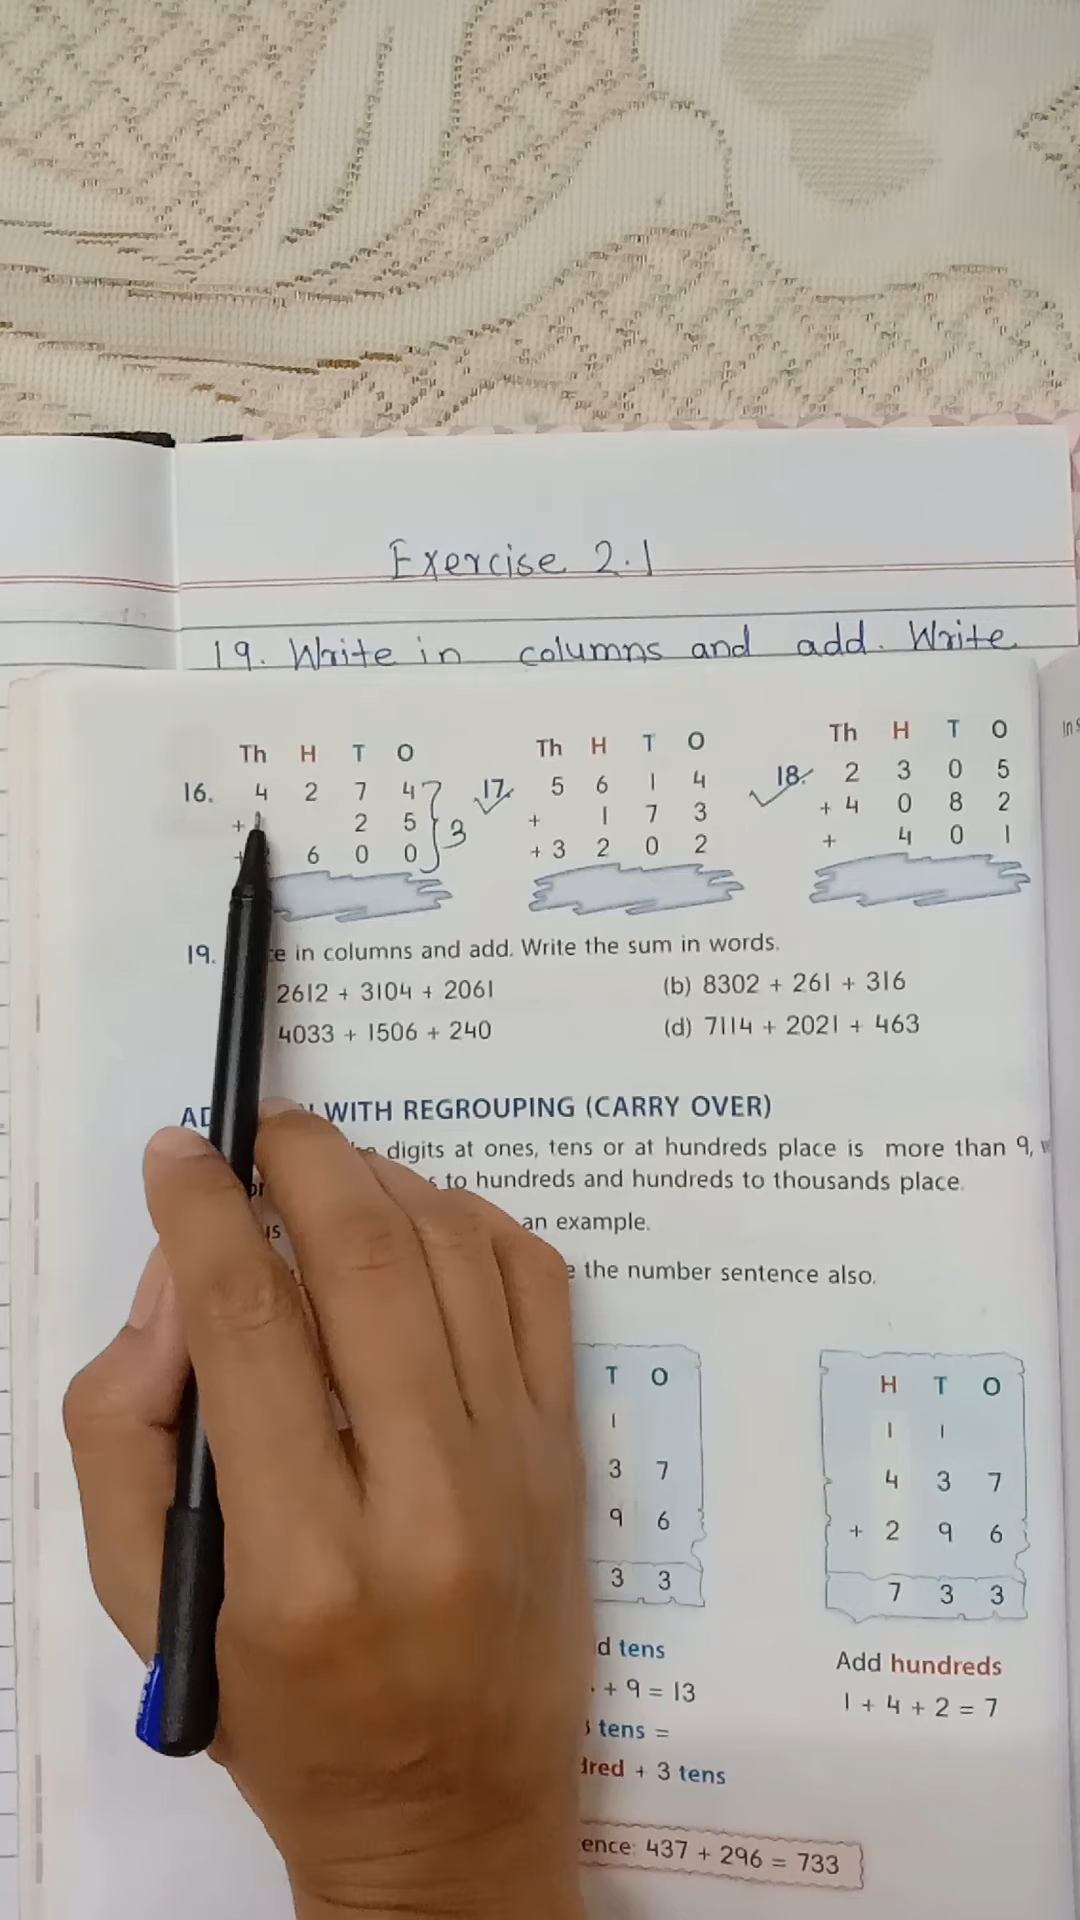 Exercise 2.1
19. Write in columns and add. Write
Th H T O
16. 4 2 7 4
+ 2 5
+ 6 0 0
3
Th H T O
17. 5 6 1 4
+ 1 7 3
+ 3 2 0 2
Th H T O
18. 2 3 0 5
+ 4 0 8 2
+ 4 0 1
19. in columns and add. Write the sum in words.
2612 + 3104 + 2061
(b) 8302 + 261 + 316
4033 + 1506 + 240
(d) 7114 + 2021 + 463
WITH REGROUPING (CARRY OVER)
digits at ones, tens or at hundreds place is more than 9,
to hundreds and hundreds to thousands place.
an example.
the number sentence also.
T O
1
3 7
9 6
3 3
tens
+ 9 = 13
tens =
+ 3 tens
H T O
1 1
4 3 7
+ 2 9 6
7 3 3
Add hundreds
1 + 4 + 2 = 7
437 + 296 = 733